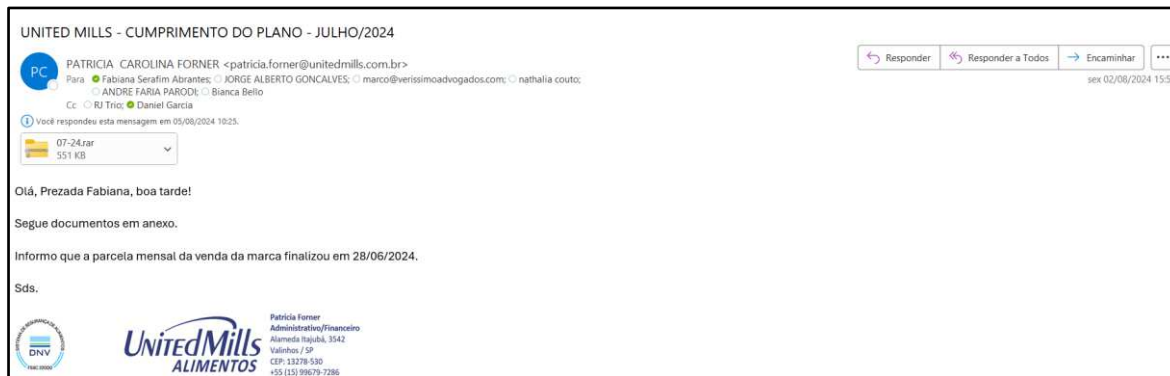 UNITED MILLS - CUMPRIMENTO DO PLANO - JULHO/2024
PC
PATRICIA CAROLINA FORNER <patricia.forner@unitedmills.com.br>
Para Fabiana Serafim Abrantes; JORGE ALBERTO GONCALVES; marco@verissimoadvogados.com; nathalia couto;
ANDRE FARIA PARODI; Bianca Bello
Cc RJ Trio; Daniel Garcia
Responder
Responder a Todos
Encaminhar
sex 02/08/2024
Você respondeu esta mensagem em 05/08/2024 10:25.
07-24.rar
551 KB
Olá, Prezada Fabiana, boa tarde!
Segue documentos em anexo.
Informo que a parcela mensal da venda da marca finalizou em 28/06/2024.
Sds.
DNV
UNITEDMills
ALIMENTOS
Patricia Forner
Administrativo/Financeiro
Alameda Itajubá, 3542
Valinhos / SP
CEP: 13278-530
+55 (15) 99679-7286